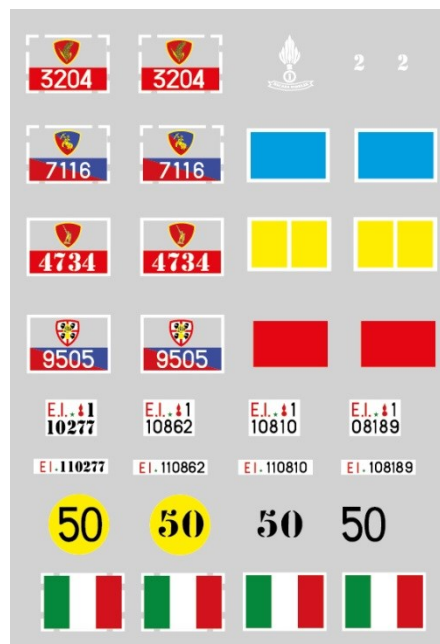 3204 3204 2 2
7116 7116
4734 4734
9505 9505
E.I. 1 E.I. 1 E.I. 1 E.I. 1
10277 10862 10810 08189
EI 110277 EI 110862 EI 110810 EI 108189
50 50 50 50